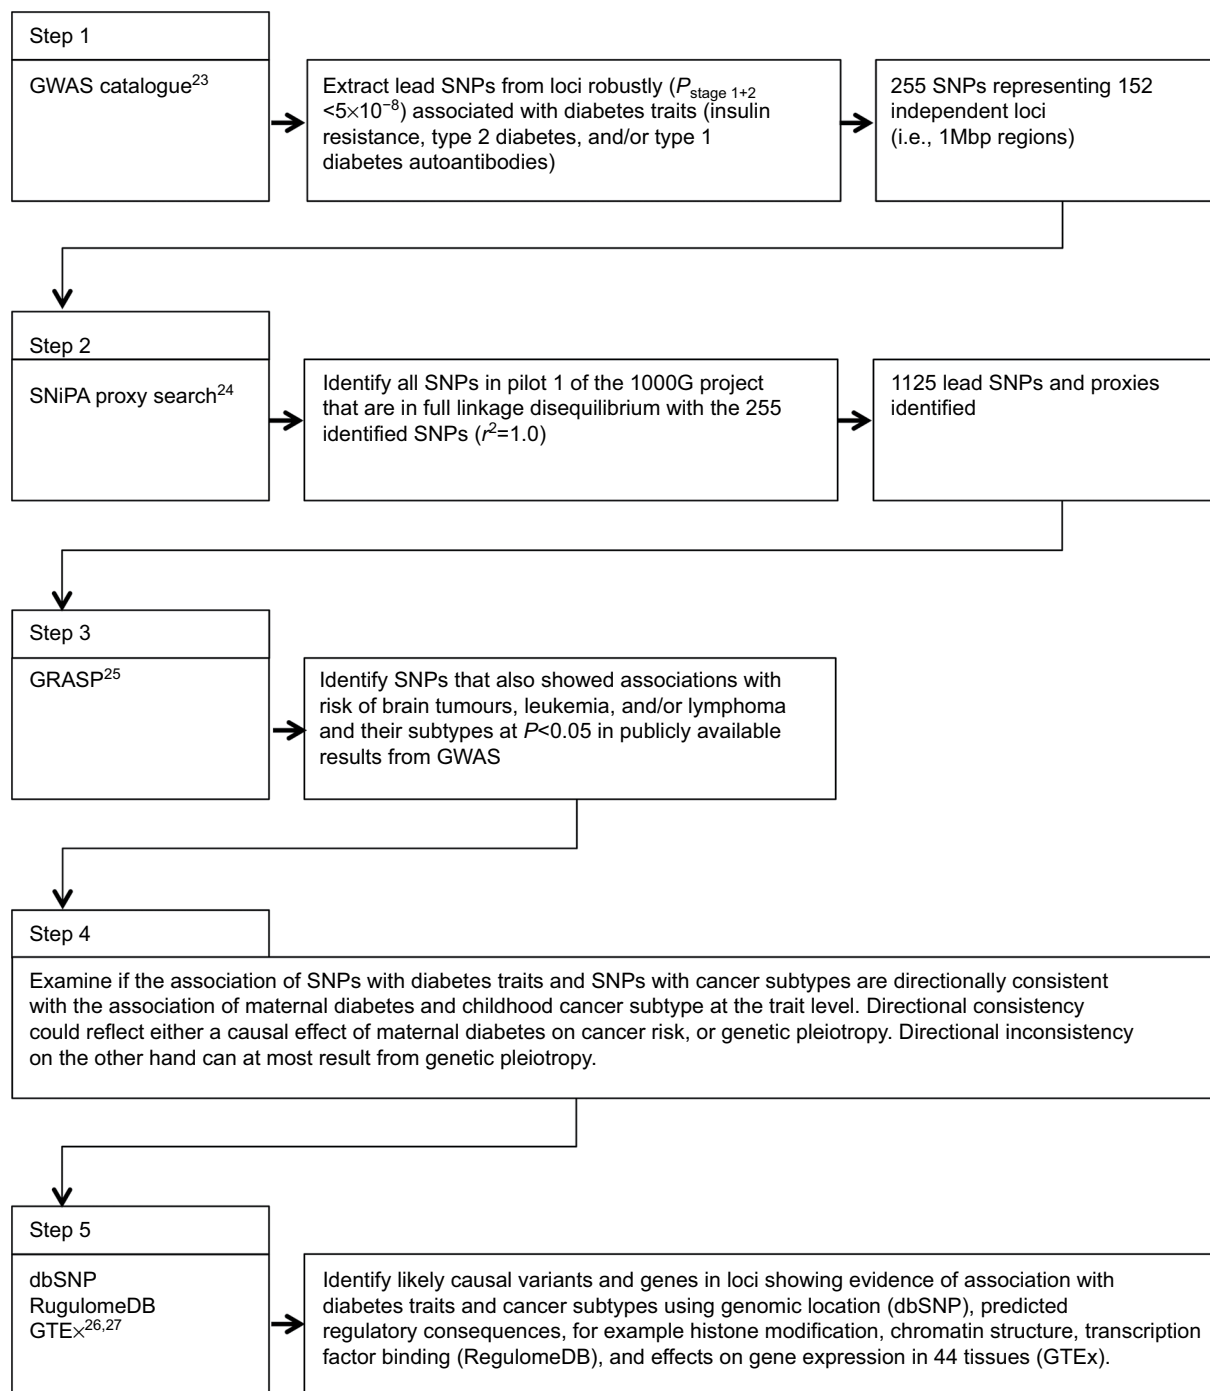 Step 1
GWAS catalogue23
Extract lead SNPs from loci robustly (Pstage 1+2
<5×10−8) associated with diabetes traits (insulin
resistance, type 2 diabetes, and/or type 1
diabetes autoantibodies)
255 SNPs representing 152
independent loci
(i.e., 1Mbp regions)
Step 2
SNiPA proxy search24
Identify all SNPs in pilot 1 of the 1000G project
that are in full linkage disequilibrium with the 255
identified SNPs (r2=1.0)
1125 lead SNPs and proxies
identified
Step 3
GRASP25
Identify SNPs that also showed associations with
risk of brain tumours, leukemia, and/or lymphoma
and their subtypes at P<0.05 in publicly available
results from GWAS
Step 4
Examine if the association of SNPs with diabetes traits and SNPs with cancer subtypes are directionally consistent
with the association of maternal diabetes and childhood cancer subtype at the trait level. Directional consistency
could reflect either a causal effect of maternal diabetes on cancer risk, or genetic pleiotropy. Directional inconsistency
on the other hand can at most result from genetic pleiotropy.
Step 5
dbSNP
RugulomeDB
GTE×26,27
Identify likely causal variants and genes in loci showing evidence of association with
diabetes traits and cancer subtypes using genomic location (dbSNP), predicted
regulatory consequences, for example histone modification, chromatin structure, transcription
factor binding (RegulomeDB), and effects on gene expression in 44 tissues (GTEx).